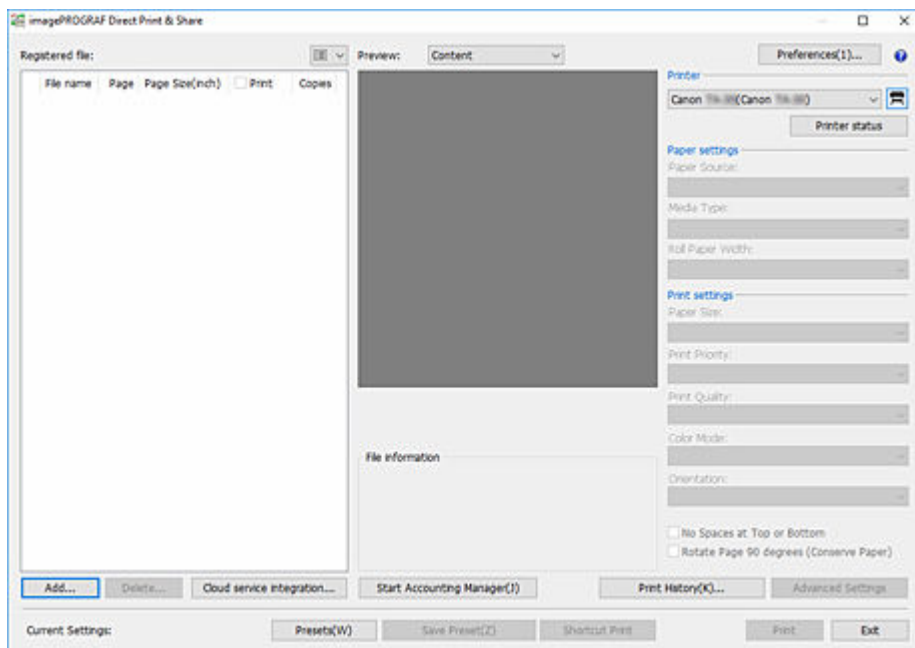 imagePROGRAF Direct Print & Share
Registered file:
Preview:
Content
Preferences(1)...
File name Page Page Size(inch) Print Copies
Printer
Canon (Canon )
Printer status
Paper settings
Paper Source:
Media Type:
Roll Paper Width:
Print settings
Paper Size:
Print Priority:
Print Quality:
Color Mode:
Orientation:
File information
No Spaces at Top or Bottom
Rotate Page 90 degrees (Conserve Paper)
Add... Delete... Cloud service integration... Start Accounting Manager(J) Print History(K)... Advanced Settings
Current Settings: Presets(W) Save Preset(Z) Shortcut Print Print Exit